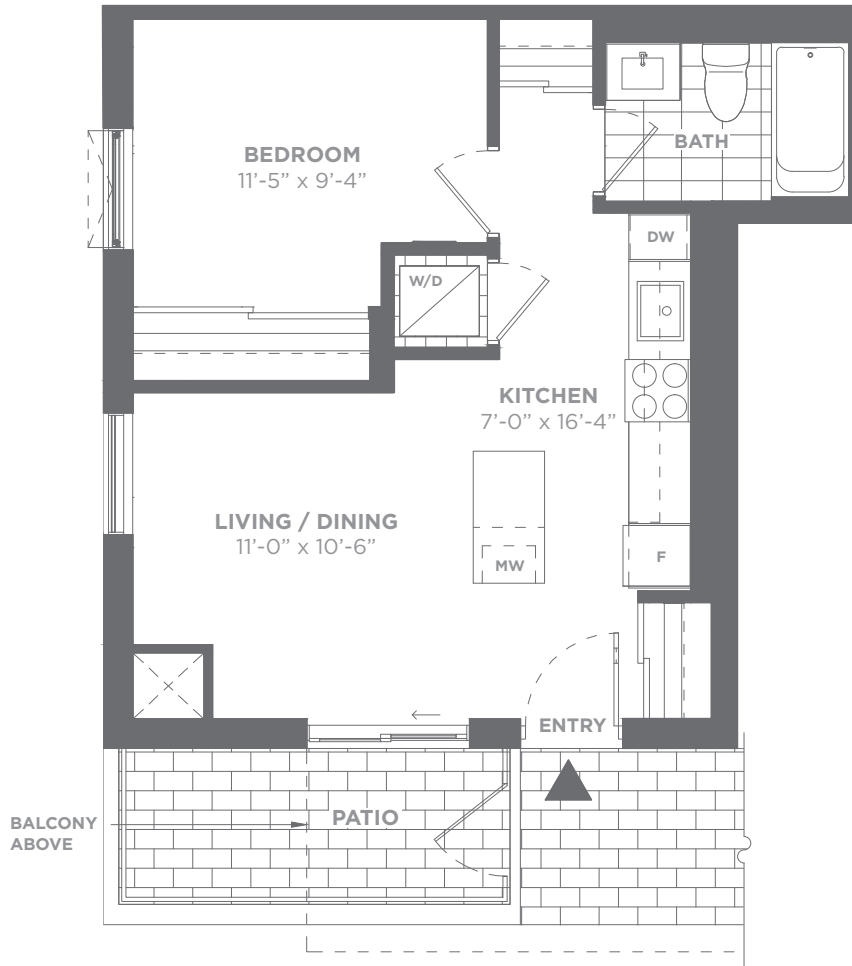 BEDROOM
11’-5” x 9’-4”
BATH
DW
W/D
KITCHEN
7’-0” x 16’-4”
LIVING / DINING
11’-0” x 10’-6”
MW
F
ENTRY
PATIO
BALCONY
ABOVE